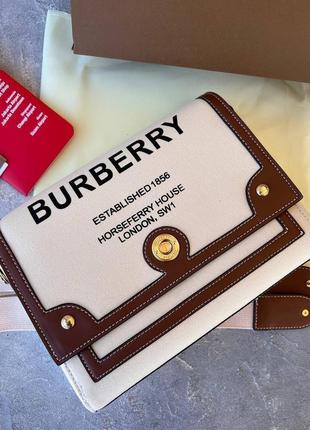 BURBERRY
ESTABLISHED 1856
HORSEFERRY HOUSE
LONDON, SW1